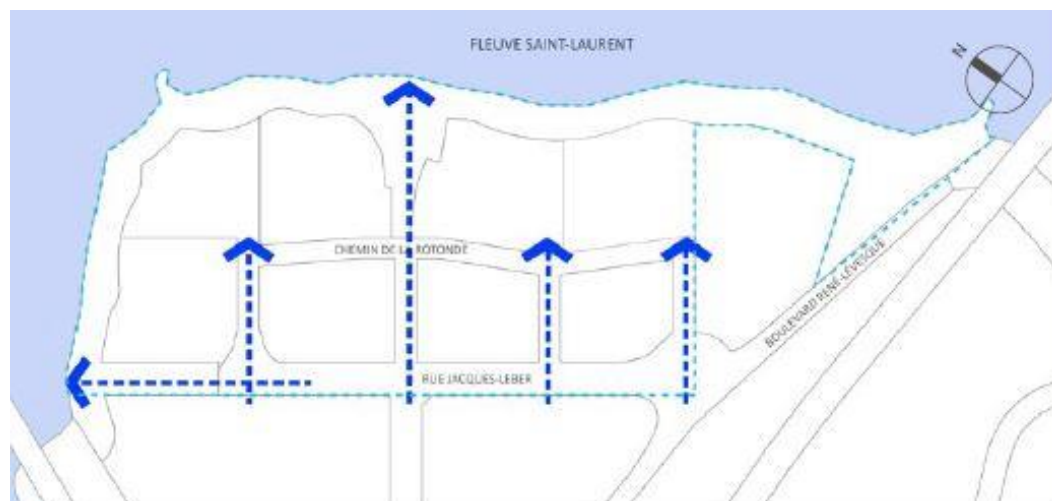 FLEUVE SAINT-LAURENT
N
CHEMIN DE LA ROTONDE
BOULEVARD RENÉ-LÉVESQUE
RUE JACQUES-LEBER